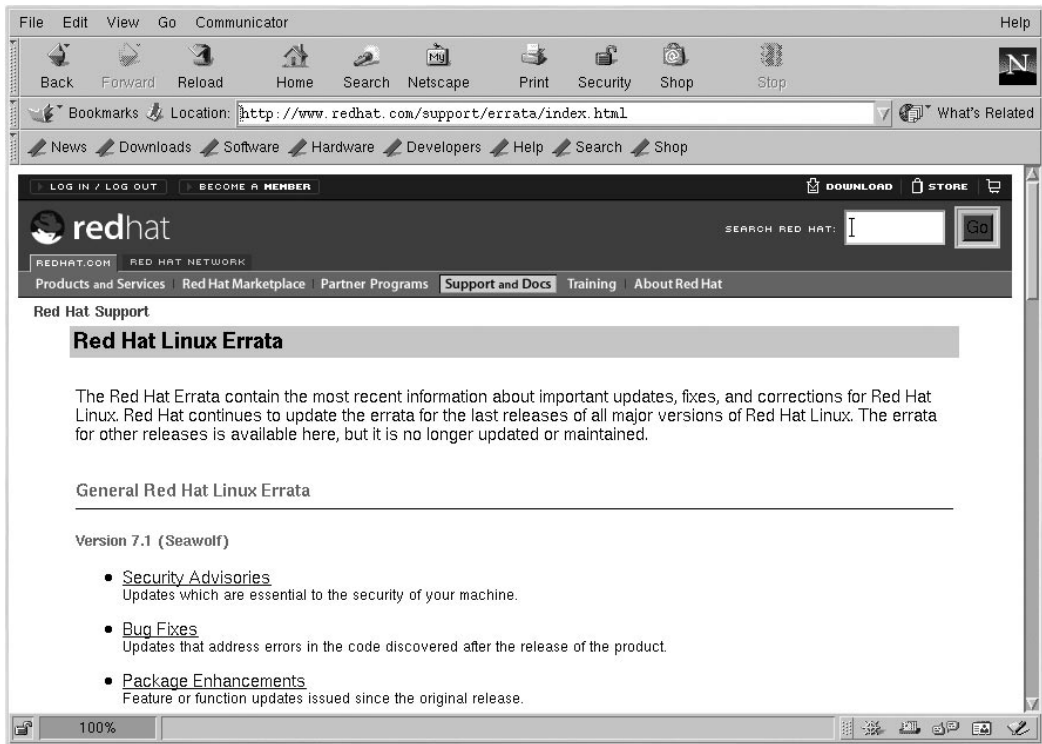 File Edit View Go Communicator Help
Back Forward Reload Home Search Netscape Print Security Shop Stop
My
N
Bookmarks Location: http://www.redhat.com/support/errata/index.html What's Related
News Downloads Software Hardware Developers Help Search Shop
LOG IN / LOG OUT BECOME A MEMBER DOWNLOAD STORE
redhat SEARCH RED HAT: Go
REDHAT.COM RED HAT NETWORK
Products and Services Red Hat Marketplace Partner Programs Support and Docs Training About Red Hat
Red Hat Support
Red Hat Linux Errata
The Red Hat Errata contain the most recent information about important updates, fixes, and corrections for Red Hat
Linux. Red Hat continues to update the errata for the last releases of all major versions of Red Hat Linux. The errata
for other releases is available here, but it is no longer updated or maintained.
General Red Hat Linux Errata
Version 7.1 (Seawolf)
• Security Advisories
Updates which are essential to the security of your machine.
• Bug Fixes
Updates that address errors in the code discovered after the release of the product.
• Package Enhancements
Feature or function updates issued since the original release.
100%